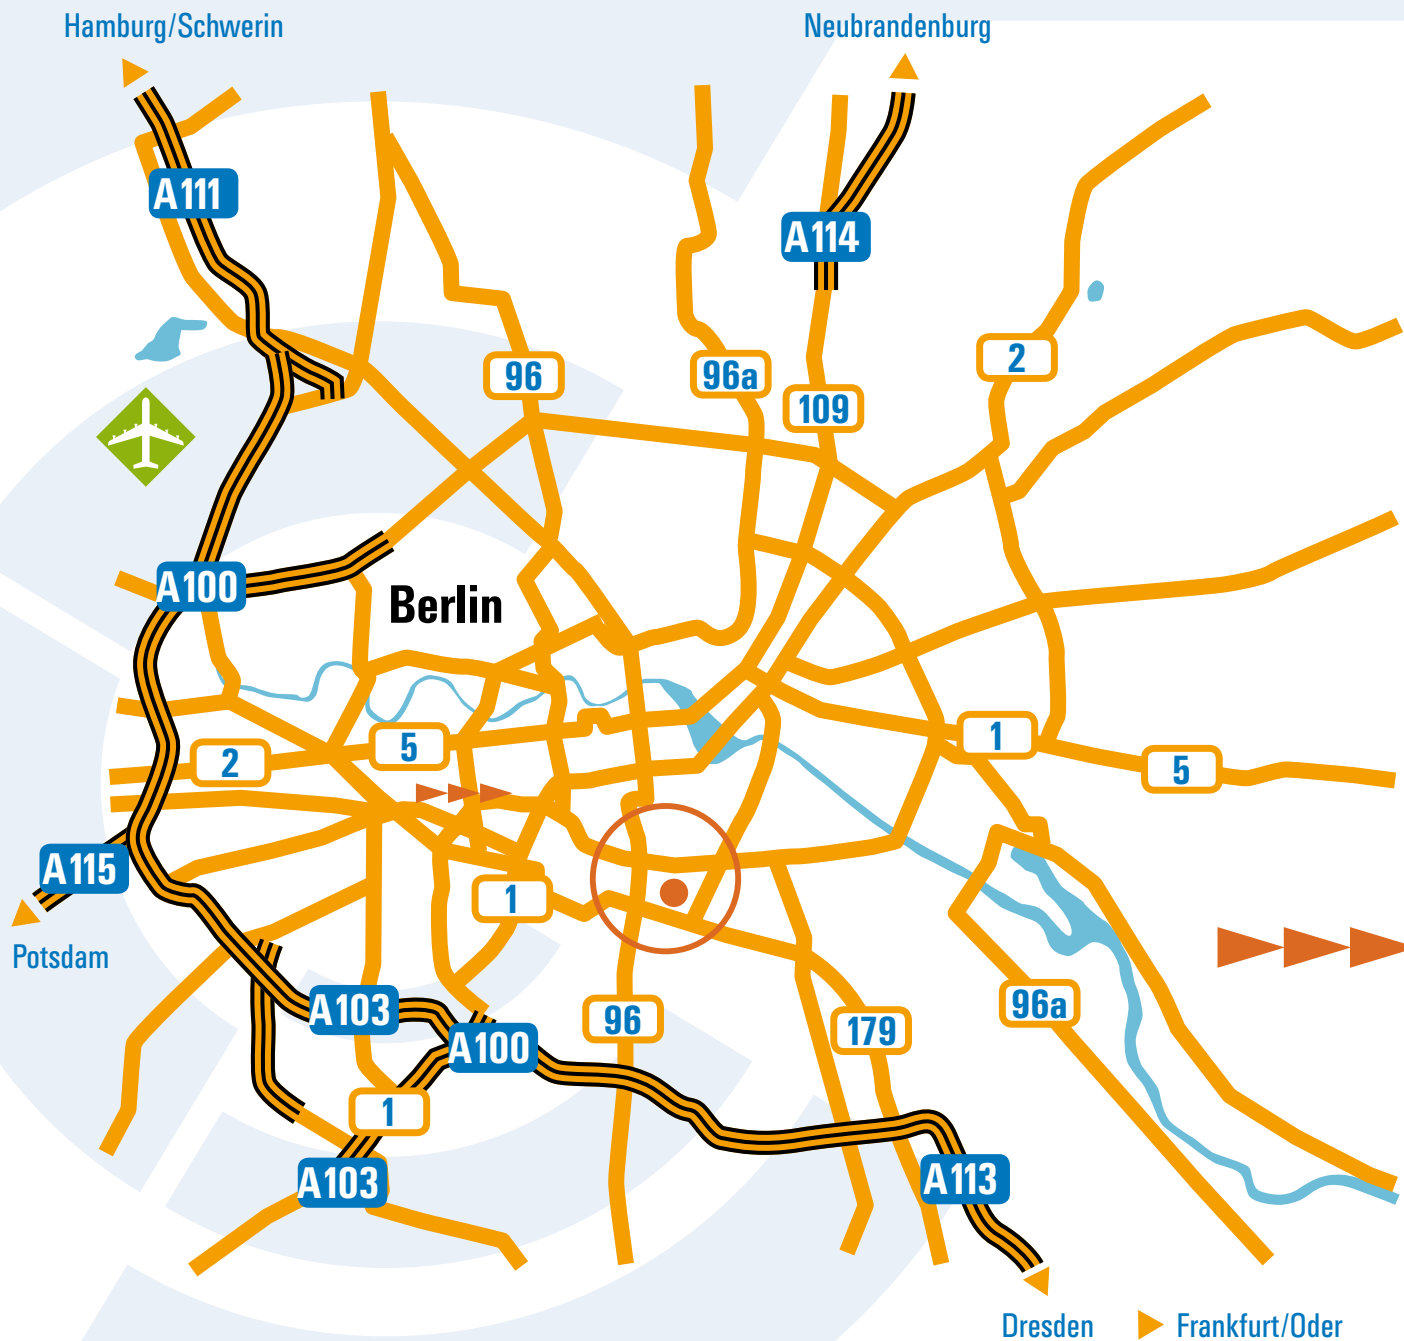 Hamburg/Schwerin
Neubrandenburg
A111
A114
96
96a
2
109
A100
Berlin
5
2
1
5
A115
1
Potsdam
A103
96
96a
179
A100
1
A103
A113
Dresden
Frankfurt/Oder